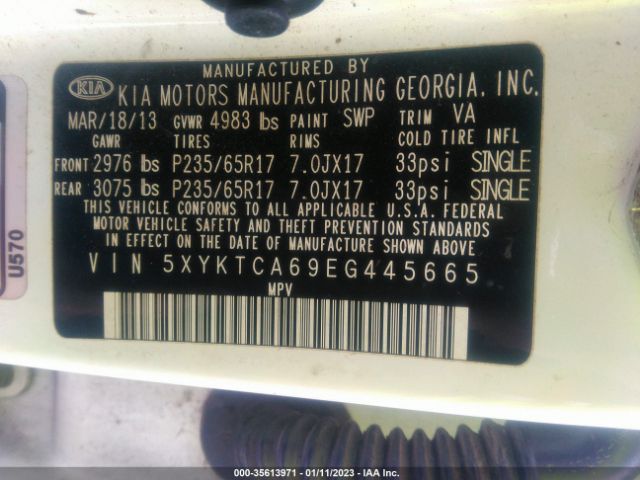 MANUFACTURED BY
KIA KIA MOTORS MANUFACTURING GEORGIA, INC.
MAR/18/13 GVWR 4983 lbs PAINT SWP TRIM VA
GAWR TIRES RIMS COLD TIRE INFL
FRONT 2976 lbs P235/65R17 7.0JX17 33psi SINGLE
REAR 3075 lbs P235/65R17 7.0JX17 33psi SINGLE
THIS VEHICLE CONFORMS TO ALL APPLICABLE U.S.A. FEDERAL
MOTOR VEHICLE SAFETY AND THEFT PREVENTION STANDARDS
IN EFFECT ON THE DATE OF MANUFACTURE SHOWN ABOVE.
VIN 5XYKTCA69EG445665
MPV
U570
000-35613971 - 01/11/2023 - IAA Inc.